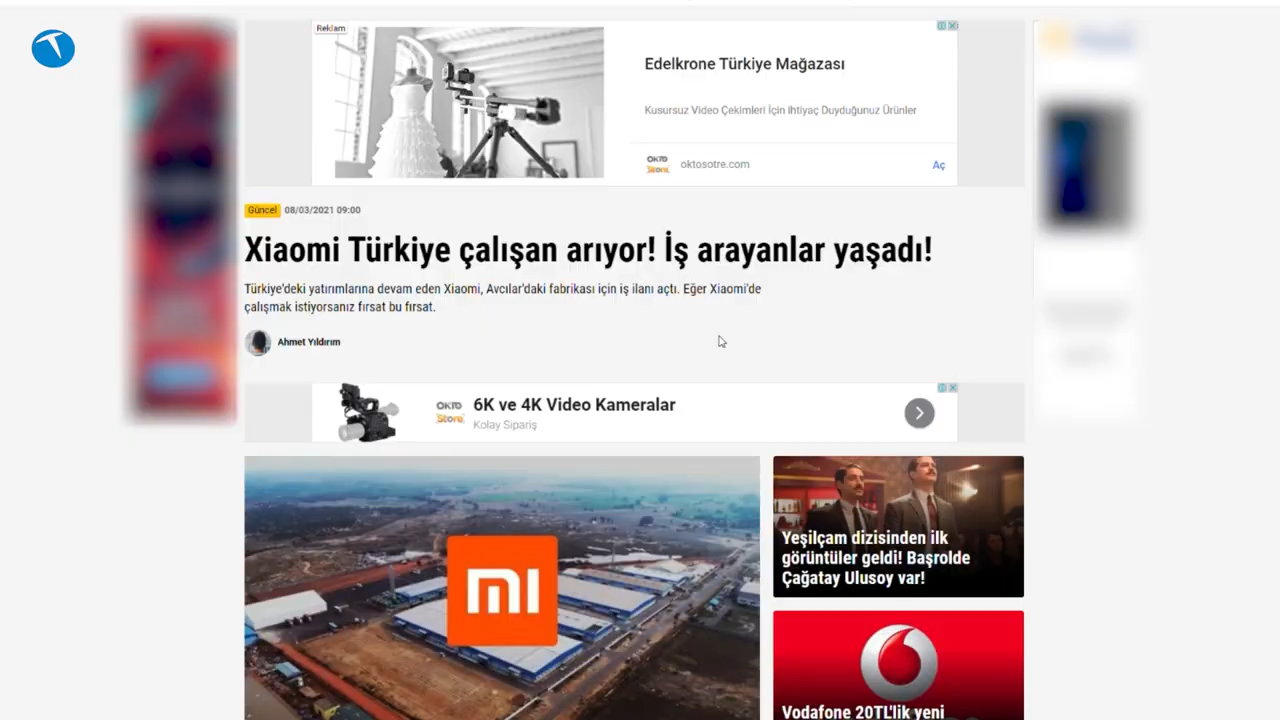 Reklam
Edelkrone Türkiye Mağazası
Kusursuz Video Çekimleri İçin İhtiyaç Duyduğunuz Ürünler
OKTO
Store
oktosotre.com
Aç
Güncel 08/03/2021 09:00
Xiaomi Türkiye çalışan arıyor! İş arayanlar yaşadı!
Türkiye'deki yatırımlarına devam eden Xiaomi, Avcılar'daki fabrikası için iş ilanı açtı. Eğer Xiaomi'de
çalışmak istiyorsanız fırsat bu fırsat.
Ahmet Yıldırım
OKTO
Store
6K ve 4K Video Kameralar
Kolay Sipariş
mi
Yeşilçam dizisinden ilk
görüntüler geldi! Başrolde
Çağatay Ulusoy var!
Vodafone 20TL'lik yeni